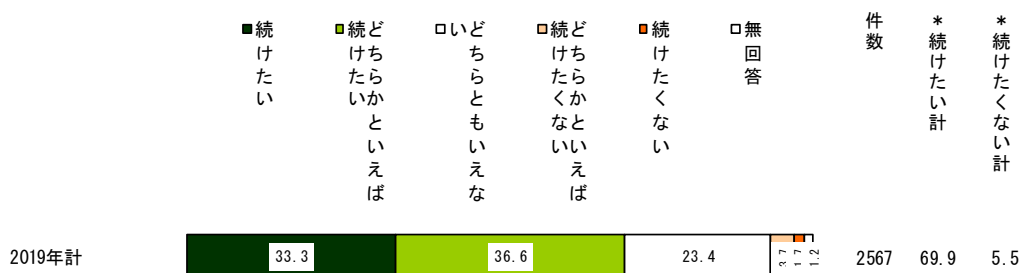 続けたい
どちらかといえば
続けたい
どちらともいえな
い
どちらかといえば
続けたくない
続けたくない
無回答
件数
*続けたい計
*続けたくない計
2019年計 33.3 36.6 23.4 3.7 1.7 1.2 2567 69.9 5.5